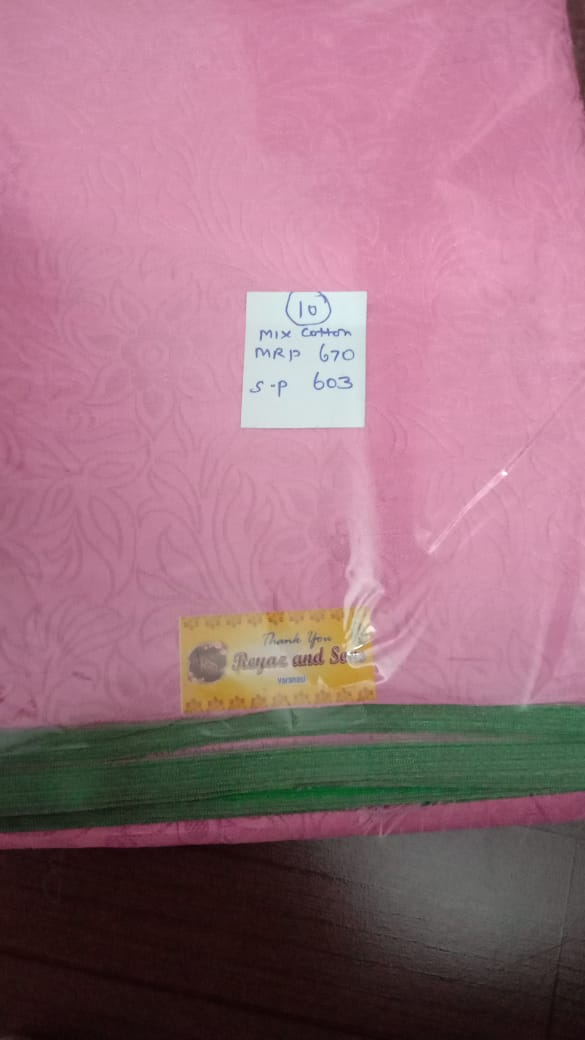 10
Mix Cotton
MRP 670
S-P 603
Thank You
Reyaz and Sons
varanasi